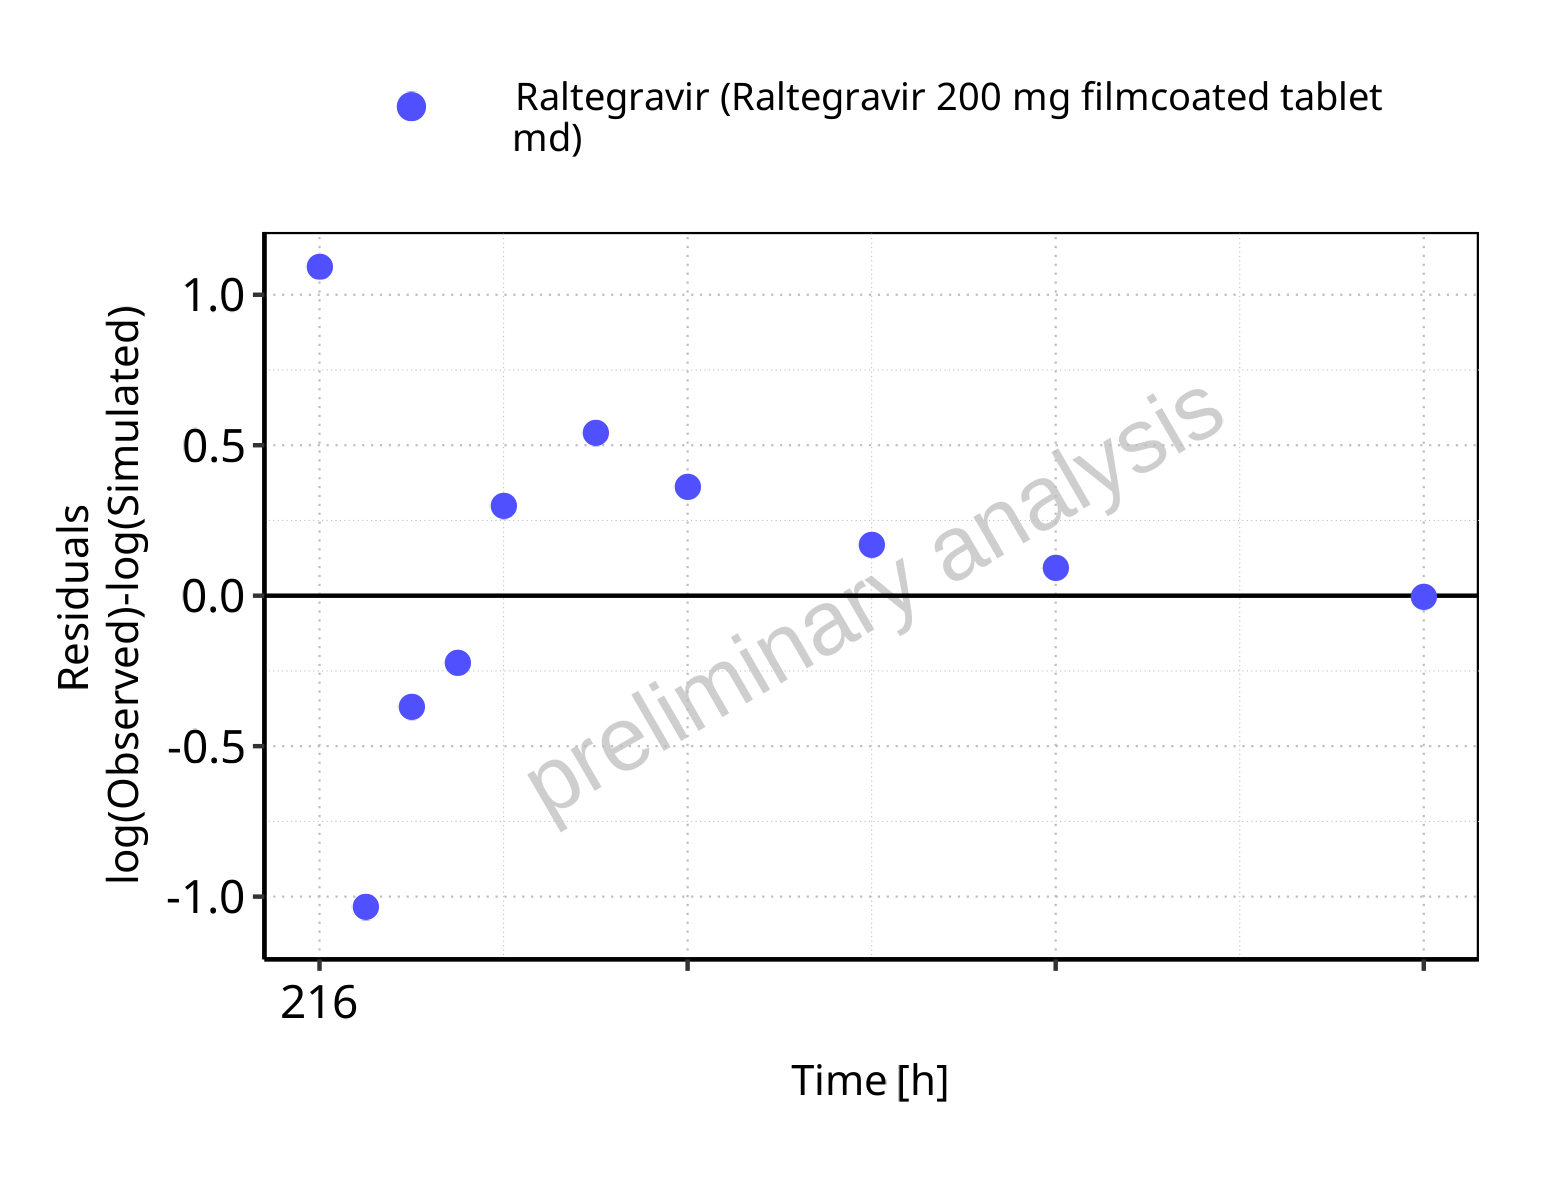 Raltegravir (Raltegravir 200 mg filmcoated tablet
md)
Residuals
log(Observed)-log(Simulated)
1.0
0.5
0.0
-0.5
-1.0
preliminary analysis
216
Time [h]